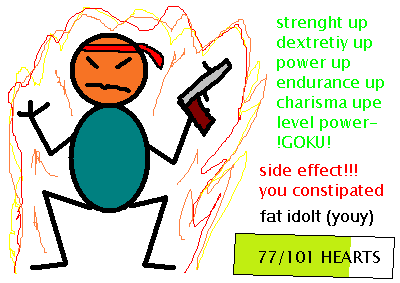 strenght up
dextretiy up
power up
endurance up
charisma upe
level power-
!GOKU!
side effect!!!
you constipated
fat idolt (youy)
77/101 HEARTS